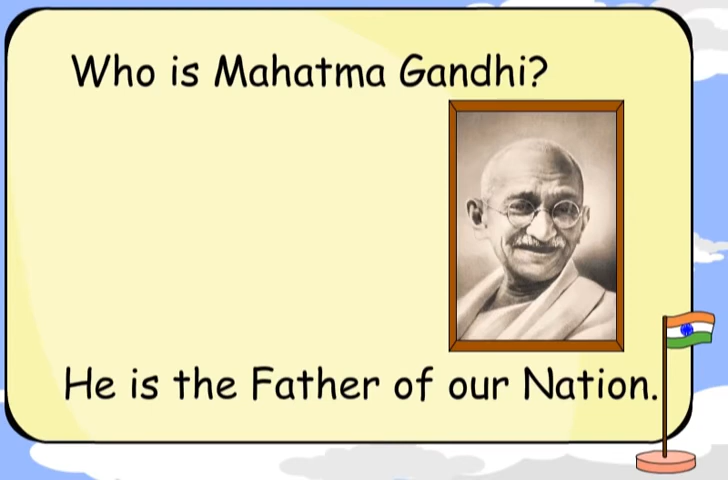 Who is Mahatma Gandhi?
He is the Father of our Nation.